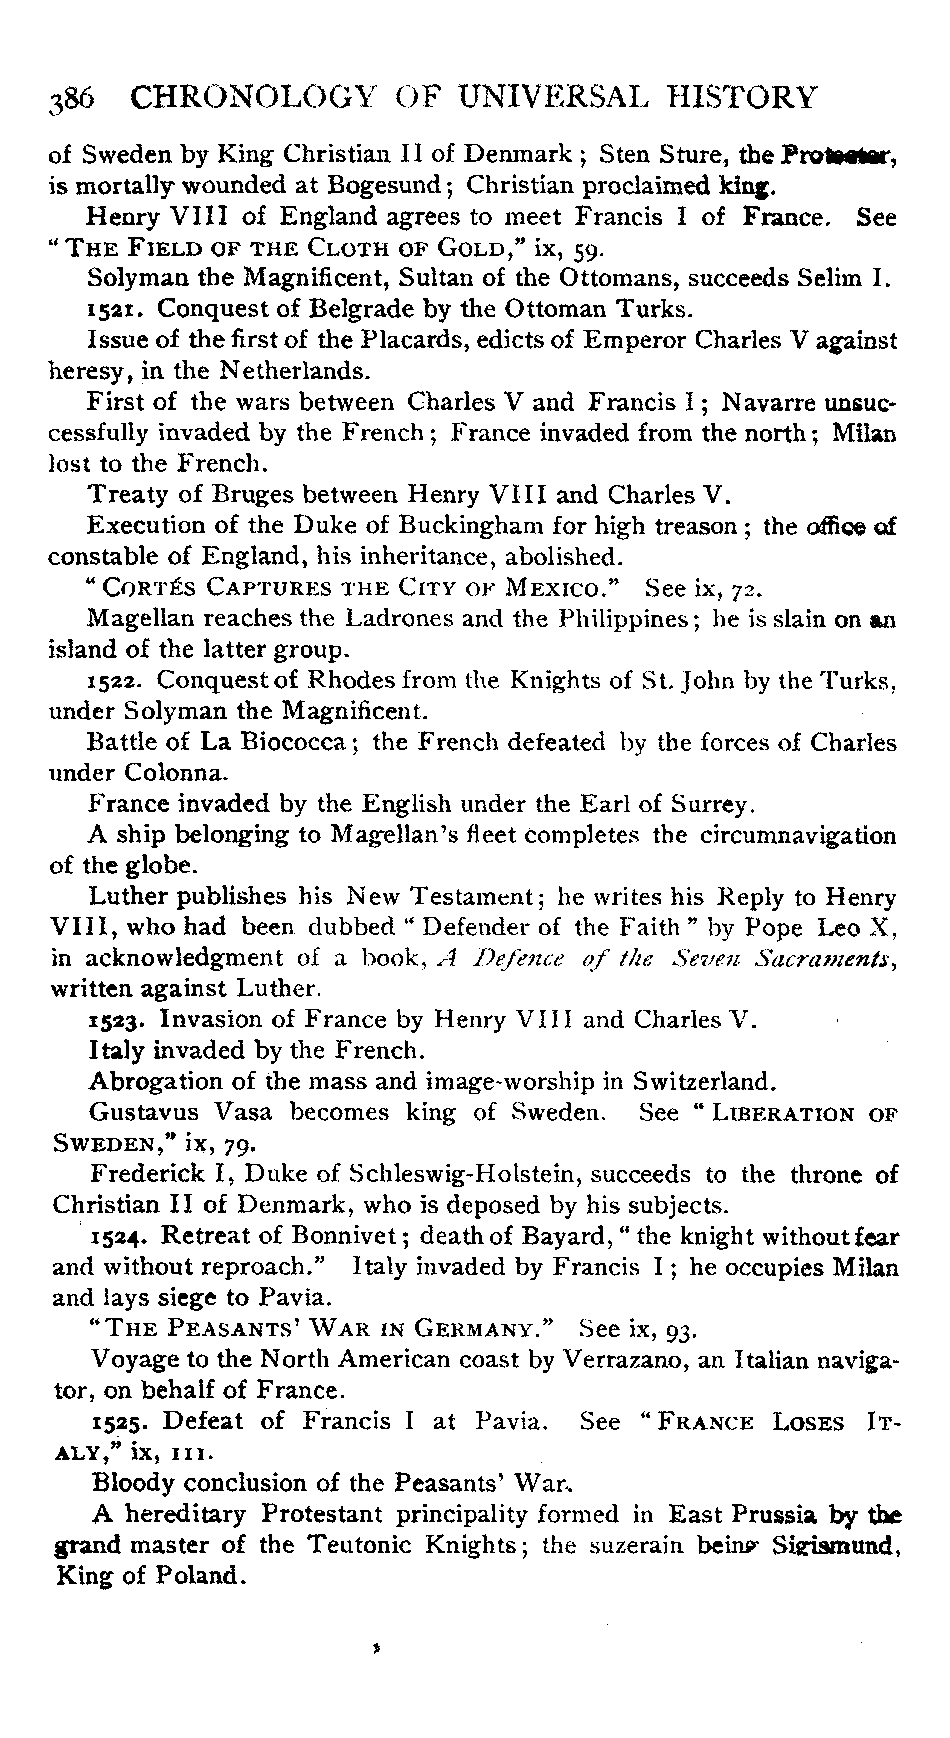 386 CHRONOLOGY OF UNIVERSAL HISTORY
of Sweden by King Christian II of Denmark ; Sten Sture, the Protector,
is mortally wounded at Bogesund; Christian proclaimed king.
Henry VIII of England agrees to meet Francis I of France. See
“THE FIELD OF THE CLOTH OF GOLD,” ix, 59.
Solyman the Magnificent, Sultan of the Ottomans, succeeds Selim I.
1521. Conquest of Belgrade by the Ottoman Turks.
Issue of the first of the Placards, edicts of Emperor Charles V against
heresy, in the Netherlands.
First of the wars between Charles V and Francis I ; Navarre unsuc-
cessfully invaded by the French ; France invaded from the north ; Milan
lost to the French.
Treaty of Bruges between Henry VIII and Charles V.
Execution of the Duke of Buckingham for high treason ; the office of
constable of England, his inheritance, abolished.
“CORTÉS CAPTURES THE CITY OF MEXICO.” See ix, 72.
Magellan reaches the Ladrones and the Philippines ; he is slain on an
island of the latter group.
1522. Conquest of Rhodes from the Knights of St. John by the Turks,
under Solyman the Magnificent.
Battle of La Biococca ; the French defeated by the forces of Charles
under Colonna.
France invaded by the English under the Earl of Surrey.
A ship belonging to Magellan's fleet completes the circumnavigation
of the globe.
Luther publishes his New Testament ; he writes his Reply to Henry
VIII, who had been dubbed “Defender of the Faith” by Pope Leo X,
in acknowledgment of a book, A Defence of the Seven Sacraments,
written against Luther.
1523. Invasion of France by Henry VIII and Charles V.
Italy invaded by the French.
Abrogation of the mass and image-worship in Switzerland.
Gustavus Vasa becomes king of Sweden. See “LIBERATION OF
SWEDEN,” ix, 79.
Frederick I, Duke of Schleswig-Holstein, succeeds to the throne of
Christian II of Denmark, who is deposed by his subjects.
1524. Retreat of Bonnivet ; death of Bayard, “the knight without fear
and without reproach.” Italy invaded by Francis I ; he occupies Milan
and lays siege to Pavia.
“THE PEASANTS' WAR IN GERMANY.” See ix, 93.
Voyage to the North American coast by Verrazano, an Italian naviga-
tor, on behalf of France.
1525. Defeat of Francis I at Pavia. See “FRANCE LOSES IT-
ALY,” ix, 111.
Bloody conclusion of the Peasants' War.
A hereditary Protestant principality formed in East Prussia by the
grand master of the Teutonic Knights ; the suzerain being Sigismund,
King of Poland.